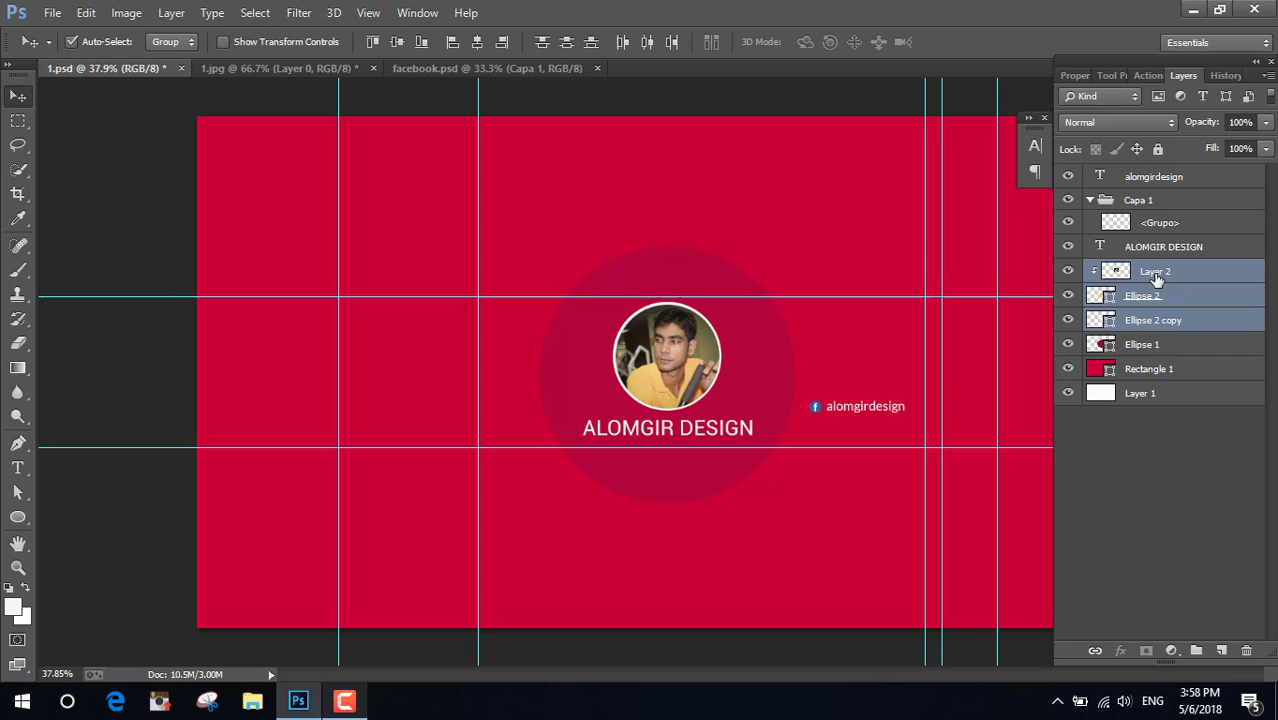 Ps File Edit Image Layer Type Select Filter 3D View Window Help
Auto-Select: Group Show Transform Controls 3D Mode: Essentials
1.psd @ 37.9% (RGB/8) * × 1.jpg @ 66.7% (Layer 0, RGB/8) * × facebook.psd @ 33.3% (Capa 1, RGB/8) ×
Proper Tool P Action Layers History
Kind
Normal Opacity: 100%
Lock: Fill: 100%
alomgirdesign
Capa 1
<Grupo>
ALOMGIR DESIGN
Layer 2
Ellipse 2
Ellipse 2 copy
Ellipse 1
Rectangle 1
Layer 1
alomgirdesign
ALOMGIR DESIGN
37.85% Doc: 10.5M/3.00M
ENG
3:58 PM
5/6/2018
5